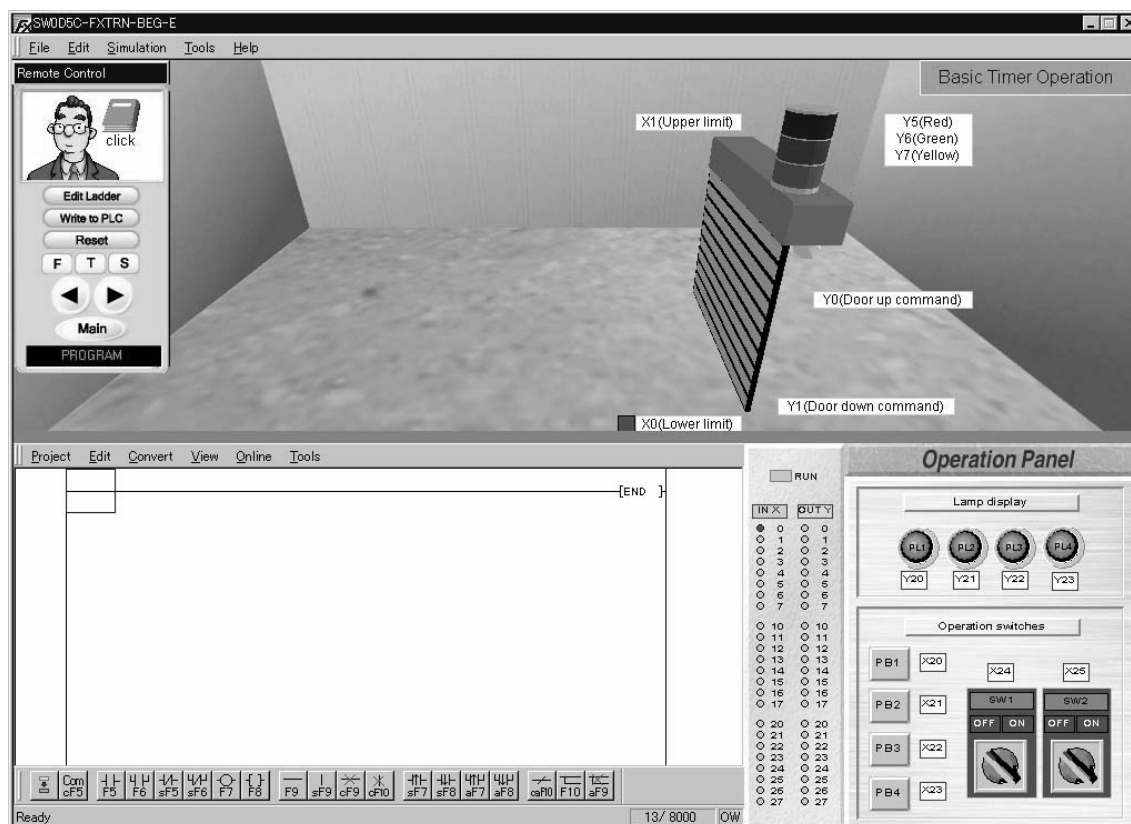 SW0D5C-FXTRN-BEG-E
File Edit Simulation Tools Help
Remote Control
click
Edit Ladder
Write to PLC
Reset
F T S
Main
PROGRAM
Basic Timer Operation
X1(Upper limit)
Y5(Red)
Y6(Green)
Y7(Yellow)
Y0(Door up command)
Y1(Door down command)
X0(Lower limit)
Project Edit Convert View Online Tools
END
RUN
IN X OUT Y
0 0
1 1
2 2
3 3
4 4
5 5
6 6
7 7
10 10
11 11
12 12
13 13
14 14
15 15
16 16
17 17
20 20
21 21
22 22
23 23
24 24
25 25
26 26
27 27
Operation Panel
Lamp display
PL1 PL2 PL3 PL4
Y20 Y21 Y22 Y23
Operation switches
PB1 X20
PB2 X21
PB3 X22
PB4 X23
X24 X25
SW1 SW2
OFF ON OFF ON
Com
cF5 F5 F6 sF5 sF6 F7 F8 F9 sF9 cF9 cF10 sF7 sF8 aF7 aF8 caF10 F10 aF9
Ready 13/ 8000 OW